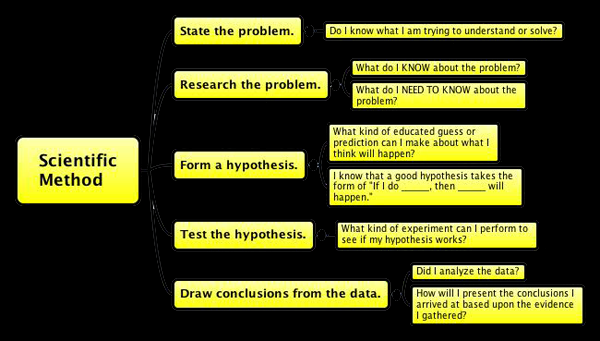 Scientific
Method
State the problem.
Do I know what I am trying to understand or solve?
Research the problem.
What do I KNOW about the problem?
What do I NEED TO KNOW about the
problem?
Form a hypothesis.
What kind of educated guess or
prediction can I make about what I
think will happen?
I know that a good hypothesis takes the
form of "If I do ______, then ______ will
happen."
Test the hypothesis.
What kind of experiment can I perform to
see if my hypothesis works?
Draw conclusions from the data.
Did I analyze the data?
How will I present the conclusions I
arrived at based upon the evidence
I gathered?